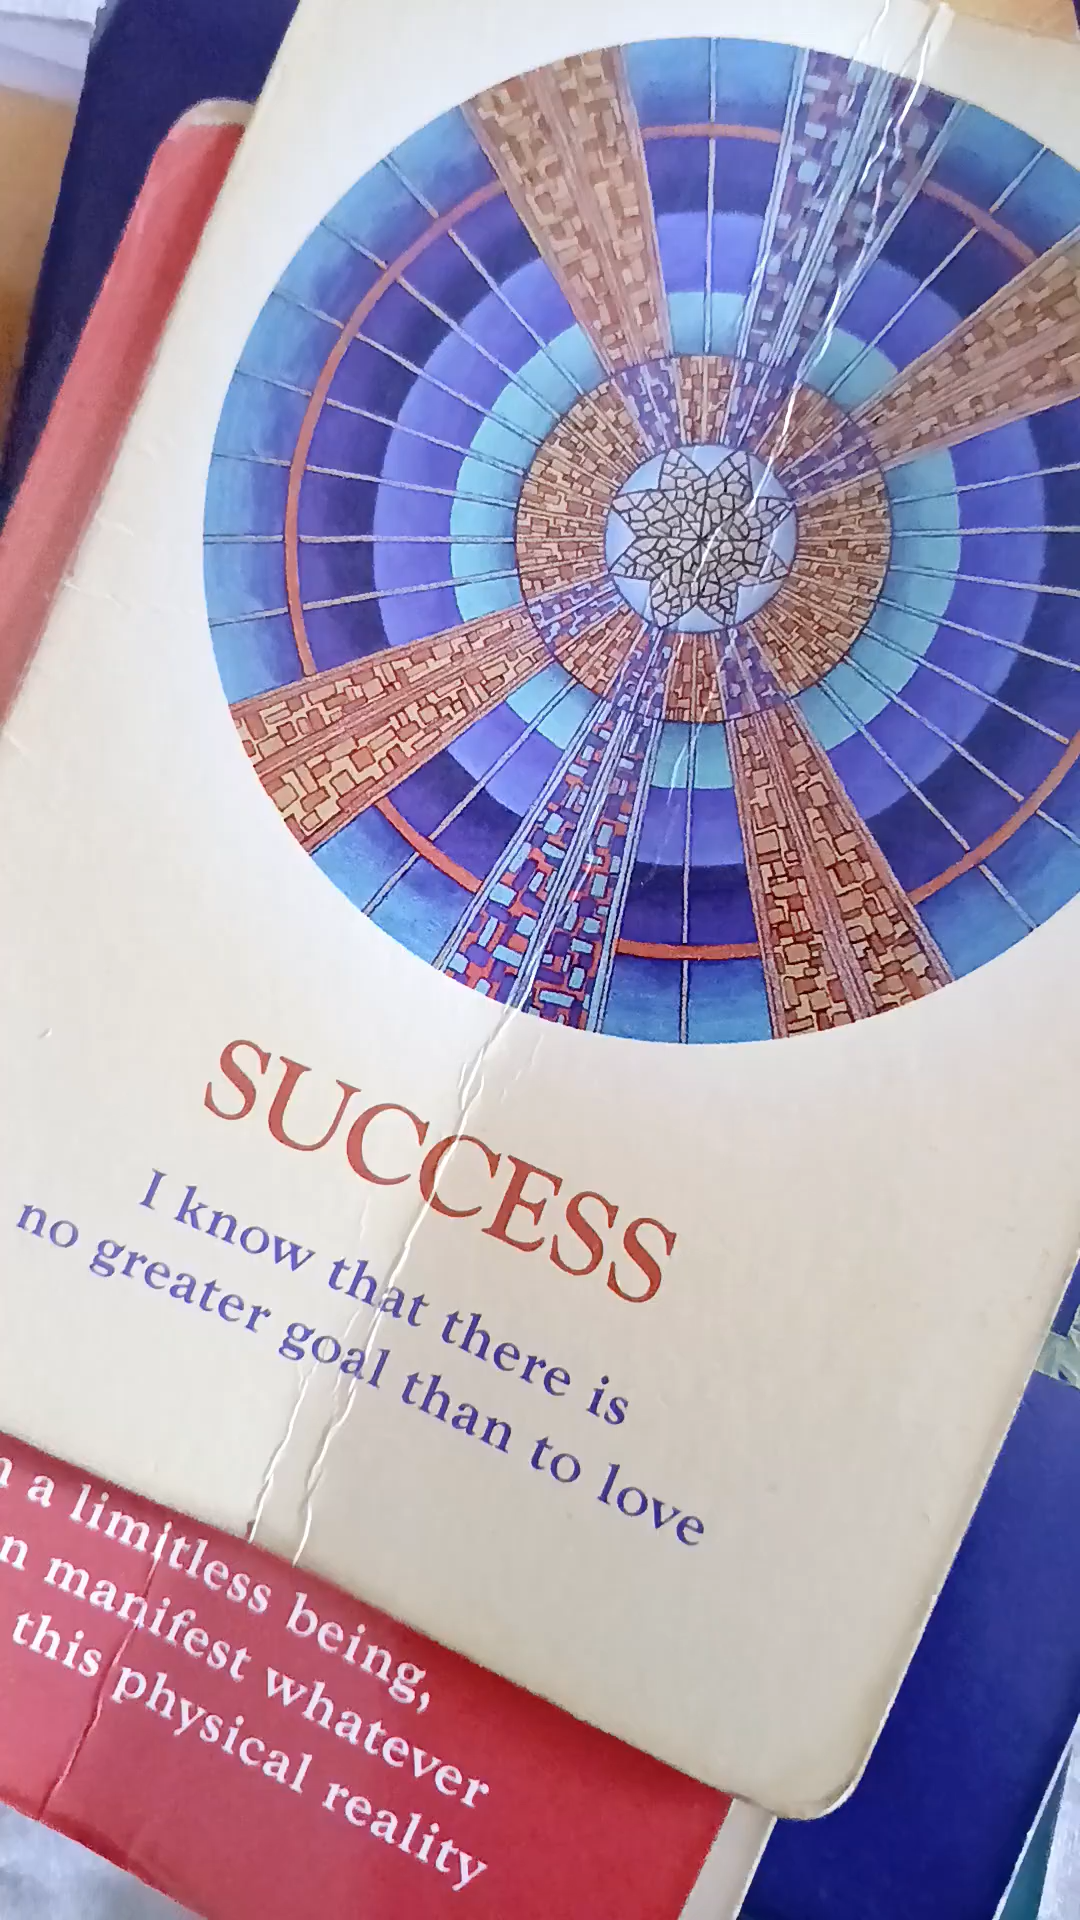 SUCCESS
I know that there is
no greater goal than to love
a limitless being,
manifest whatever
this physical reality